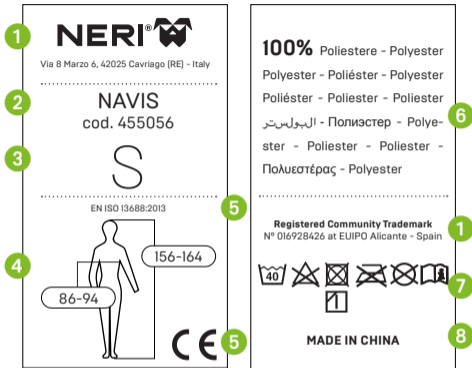 1
NERI®
Via 8 Marzo 6, 42025 Cavriago (RE) - Italy
2
NAVIS
cod. 455056
3
S
EN ISO 13688:2013
5
4
156-164
86-94
CE
5
100% Poliestere - Polyester
Polyester - Poliéster - Polyester
Poliéster - Poliester - Poliester
البوليستر - Полиэстер - Polye-
ster - Poliester - Poliester -
Πολυεστέρας - Polyester
6
Registered Community Trademark
N° 016928426 at EUIPO Alicante - Spain
1
40
7
1
MADE IN CHINA
8